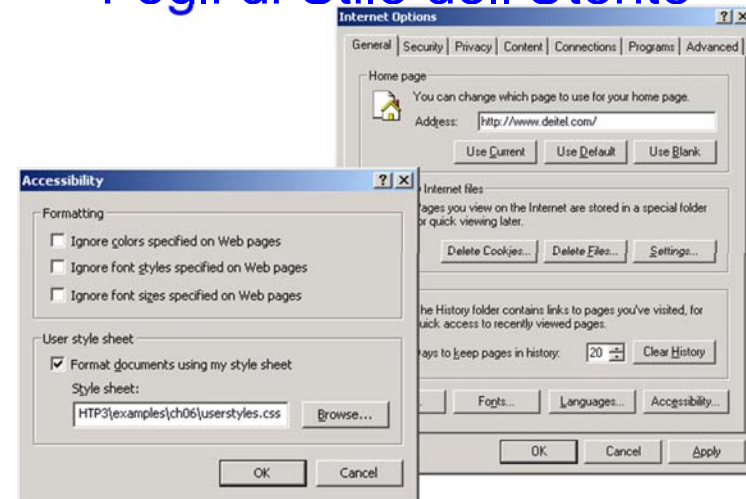 Internet Options
General Security Privacy Content Connections Programs Advanced
Home page
You can change which page to use for your home page.
Address: http://www.deitel.com/
Use Current Use Default Use Blank
Internet files
ages you view on the Internet are stored in a special folder
or quick viewing later.
Delete Cookies... Delete Files... Settings...
he History folder contains links to pages you've visited, for
uick access to recently viewed pages.
ays to keep pages in history: 20 Clear History
Fonts... Languages... Accessibility...
OK Cancel Apply
Accessibility
Formatting
Ignore colors specified on Web pages
Ignore font styles specified on Web pages
Ignore font sizes specified on Web pages
User style sheet
Format documents using my style sheet
Style sheet:
HTP3\examples\ch06\userstyles.css Browse...
OK Cancel